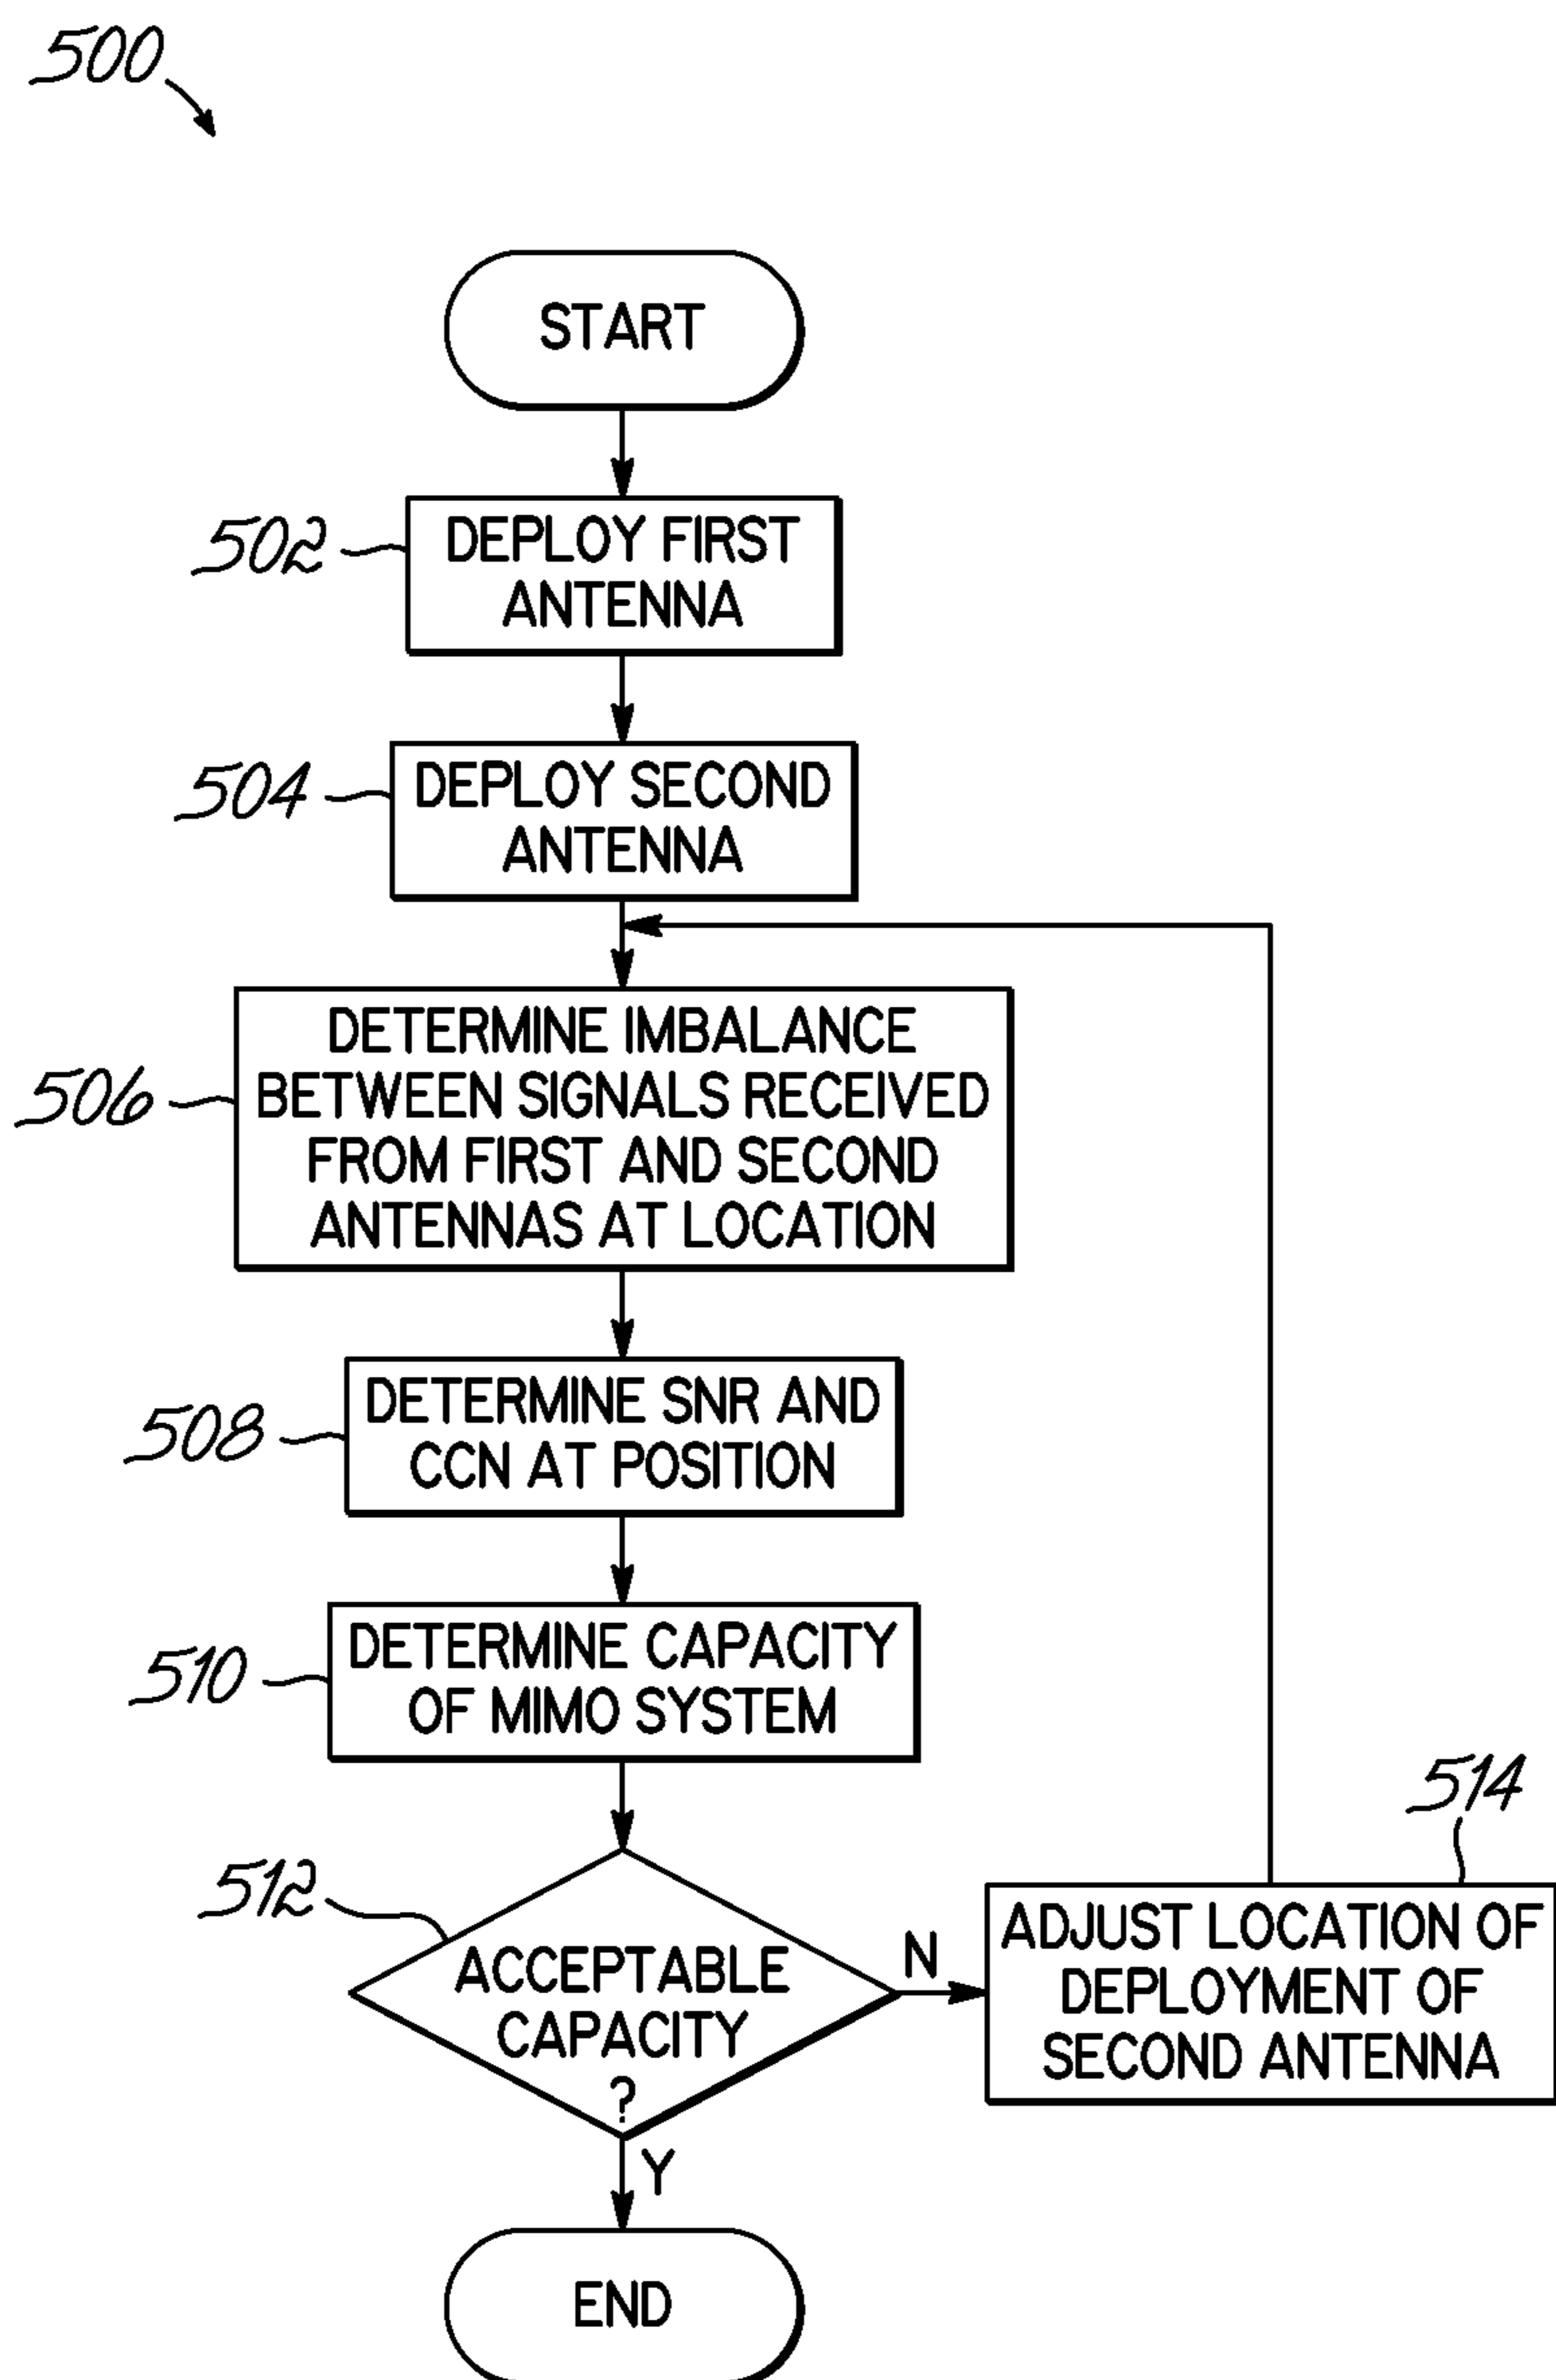 500
START
502
DEPLOY FIRST
ANTENNA
504
DEPLOY SECOND
ANTENNA
506
DETERMINE IMBALANCE
BETWEEN SIGNALS RECEIVED
FROM FIRST AND SECOND
ANTENNAS AT LOCATION
508
DETERMINE SNR AND
CCN AT POSITION
510
DETERMINE CAPACITY
OF MIMO SYSTEM
512
ACCEPTABLE
CAPACITY
?
N
514
ADJUST LOCATION OF
DEPLOYMENT OF
SECOND ANTENNA
Y
END